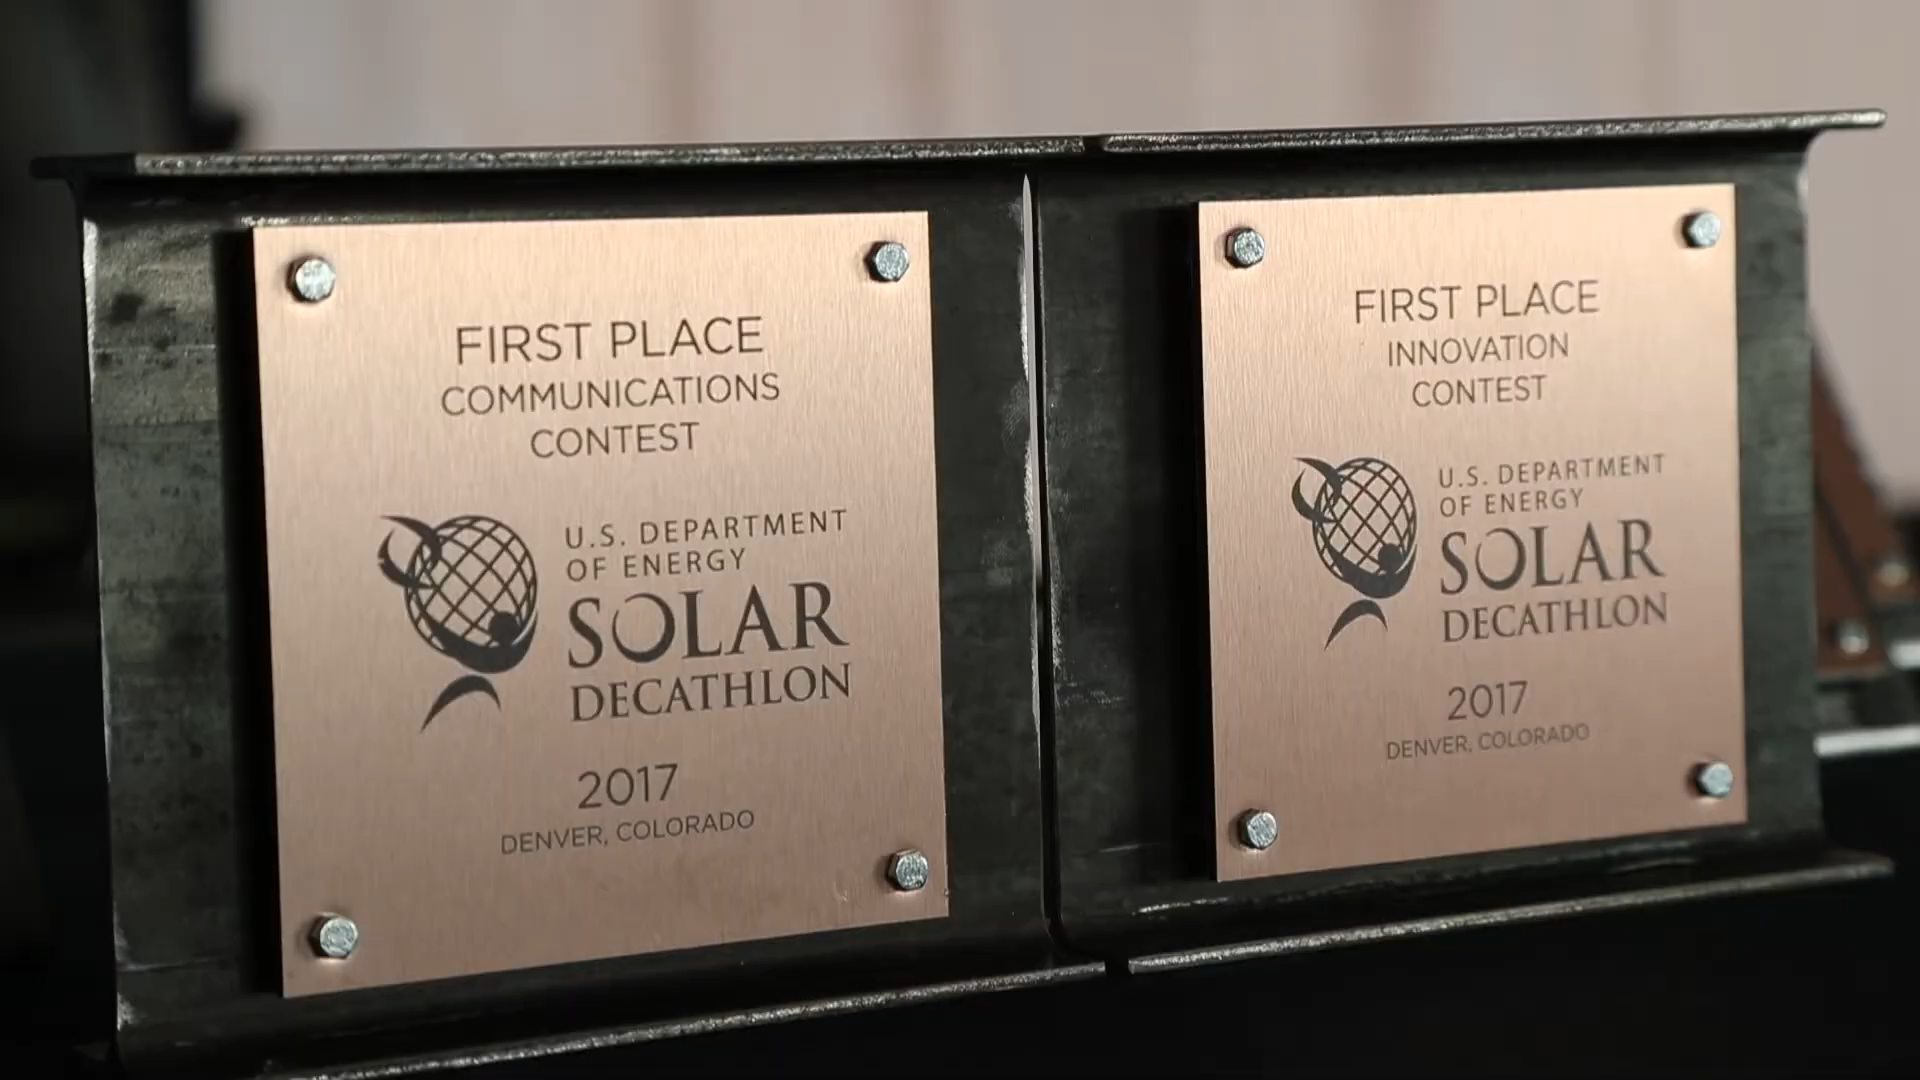 FIRST PLACE
COMMUNICATIONS
CONTEST
U.S. DEPARTMENT
OF ENERGY
SOLAR
DECATHLON
2017
DENVER, COLORADO
FIRST PLACE
INNOVATION
CONTEST
U.S. DEPARTMENT
OF ENERGY
SOLAR
DECATHLON
2017
DENVER, COLORADO